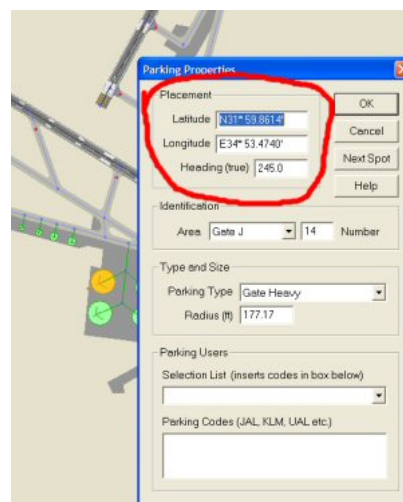 Parking Properties
Placement
Latitude N31* 59.8614'
Longitude E34* 53.4740'
Heading (true) 245.0
OK
Cancel
Next Spot
Help
Identification
Area Gate J 14 Number
Type and Size
Parking Type Gate Heavy
Radius (ft) 177.17
Parking Users
Selection List (inserts codes in box below)
Parking Codes (JAL, KLM, UAL etc.)